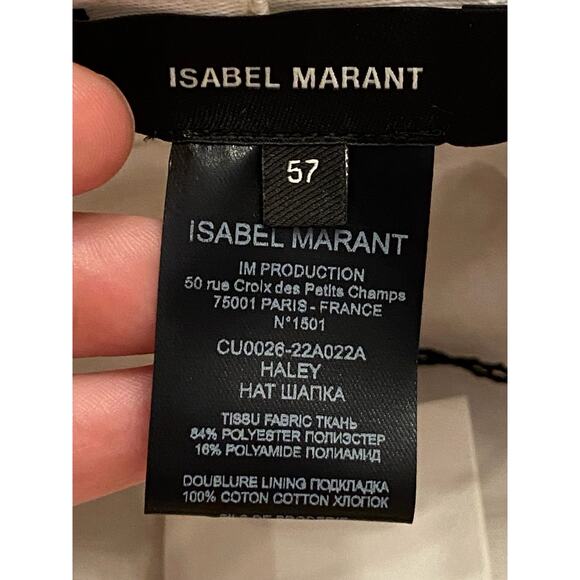 ISABEL MARANT
57
ISABEL MARANT
IM PRODUCTION
50 rue Croix des Petits Champs
75001 PARIS - FRANCE
N°1501
CU0026-22A022A
HALEY
HAT ШАПКА
TISSU FABRIC ТКАНЬ
84% POLYESTER ПОЛИЭСТЕР
16% POLYAMIDE ПОЛИАМИД
DOUBLURE LINING ПОДКЛАДКА
100% COTON COTTON ХЛОПОК